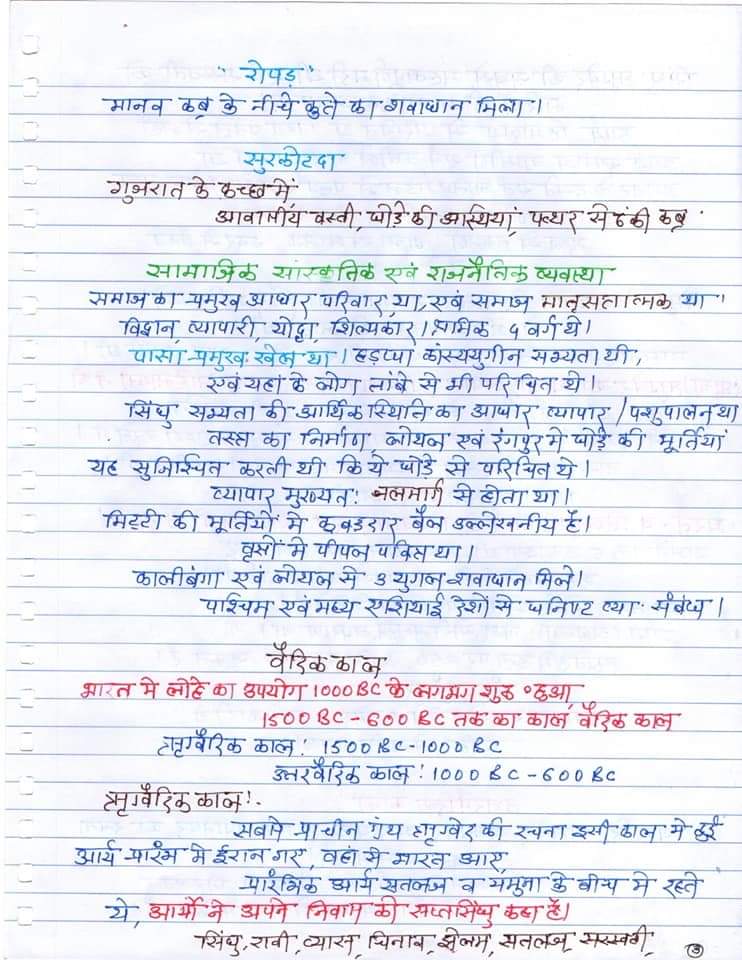 "रोपड़"
मानव कब्र के नीचे कुत्ते का शवाधान मिला।
सुरकोटदा
गुजरात के कच्छ में,
आवासीय बस्ती, घोड़े की अस्थियां, पत्थर से ढंकी कब्र
सामाजिक सांस्कृतिक एवं राजनैतिक व्यवस्था
समाज का प्रमुख आधार परिवार था, एवं समाज मातृसत्तात्मक था
विद्वान, व्यापारी, योद्धा, शिल्पकार। श्रमिक ५ वर्ग थे।
पासा प्रमुख खेल था। हड़प्पा कांस्ययुगीन सभ्यता थी,
एवं यहां के लोग तांबे से भी परिचित थे।
सिंधु सभ्यता की आर्थिक स्थिति का आधार व्यापार / पशुपालन था
का निर्माण, लोथल एवं रंगपुर मे घोड़े की मूर्तियां
यह सुनिश्चित करती थी कि ये घोड़े से परिचित थे।
व्यापार मुख्यत: जलमार्ग से होता था।
मिट्टी की मूर्तियों मे कूबड़दार बैल उल्लेखनीय है।
वृक्षों मे पीपल पवित्र था।
कालीबंगा एवं लोथल से 3 युगल शवाधान मिले।
पश्चिम एवं मध्य एशियाई देशों से घनिष्ट व्या॰ संबंध।
वैदिक काल
भारत मे लोहे का उपयोग 1000 BC के लगभग शुरू हुआ,
1500 BC - 600 BC तक का काल वैदिक काल
ऋग्वैदिक काल: 1500 BC - 1000 BC
उत्तरवैदिक काल: 1000 BC - 600 BC
ऋग्वैदिक काल:-
सबसे प्राचीन ग्रंथ ऋग्वेद की रचना इसी काल मे हुई
आर्य प्रारंभ मे ईरान गए, वहां से भारत आए,
प्रारंभिक आर्य सतलज व यमुना के बीच मे रहते
थे, आर्यो ने अपने निवास को सप्तसिंधु कहा है।
सिंधु, रावी, व्यास, चिनाब, झेलम, सतलज, सरस्वती,
③